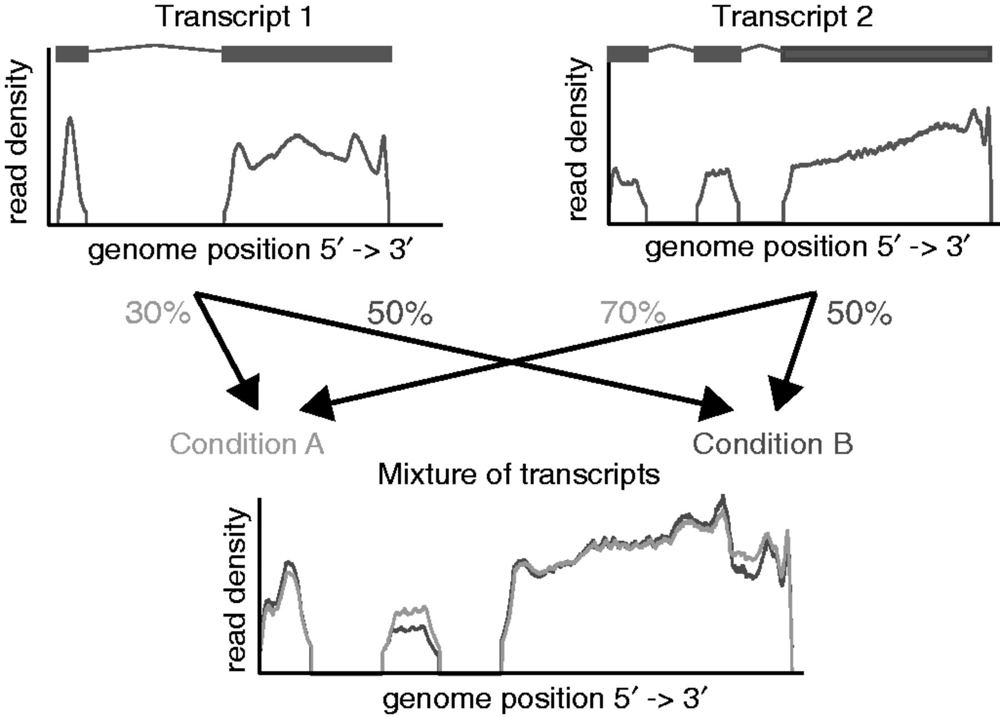 Transcript 1
Transcript 2
read density
read density
genome position 5′ -> 3′
genome position 5′ -> 3′
30%
50%
70%
50%
Condition A
Condition B
Mixture of transcripts
read density
genome position 5′ -> 3′